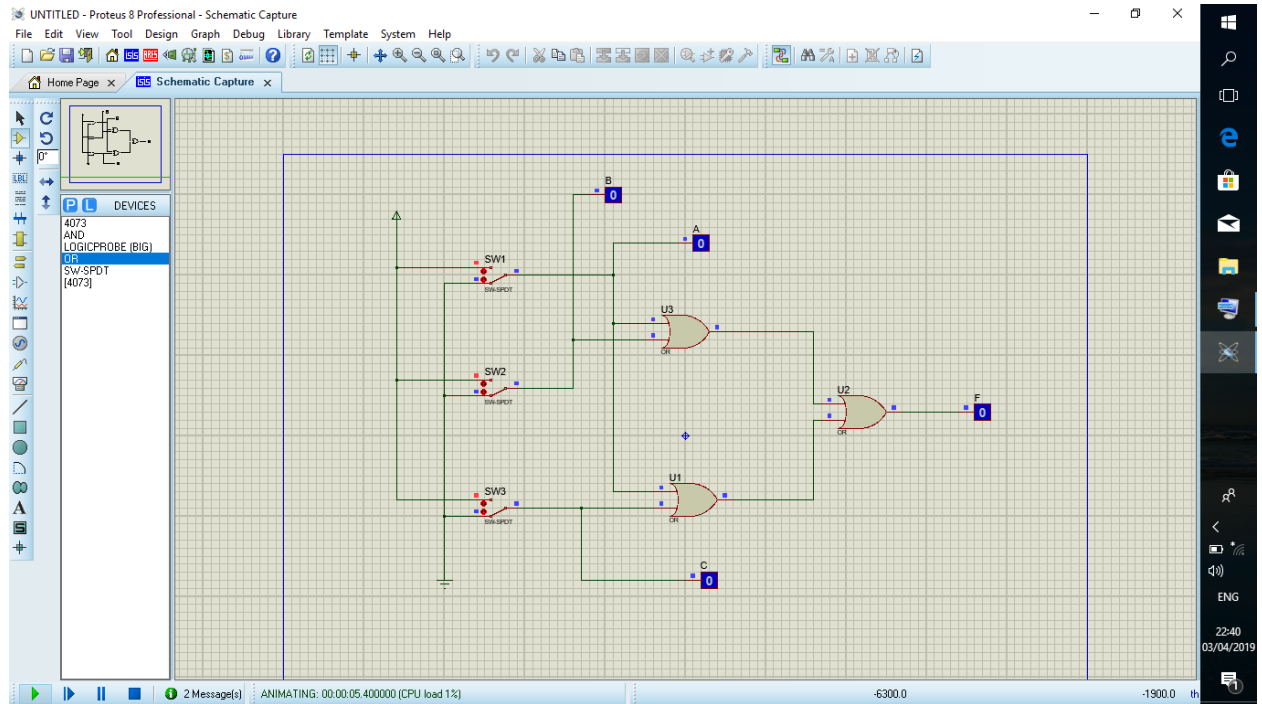 UNTITLED - Proteus 8 Professional - Schematic Capture
File Edit View Tool Design Graph Debug Library Template System Help
Home Page
Schematic Capture
0°
LBL
P L DEVICES
4073
AND
LOGICPROBE (BIG)
OR
SW-SPDT
[4073]
A
S
B
0
A
0
SW1
SW-SPDT
U3
OR
SW2
SW-SPDT
U2
OR
F
0
SW3
SW-SPDT
U1
OR
C
0
2 Message(s)
ANIMATING: 00:00:05.400000 (CPU load 1%)
-6300.0
-1900.0
th
ENG
22:40
03/04/2019
1